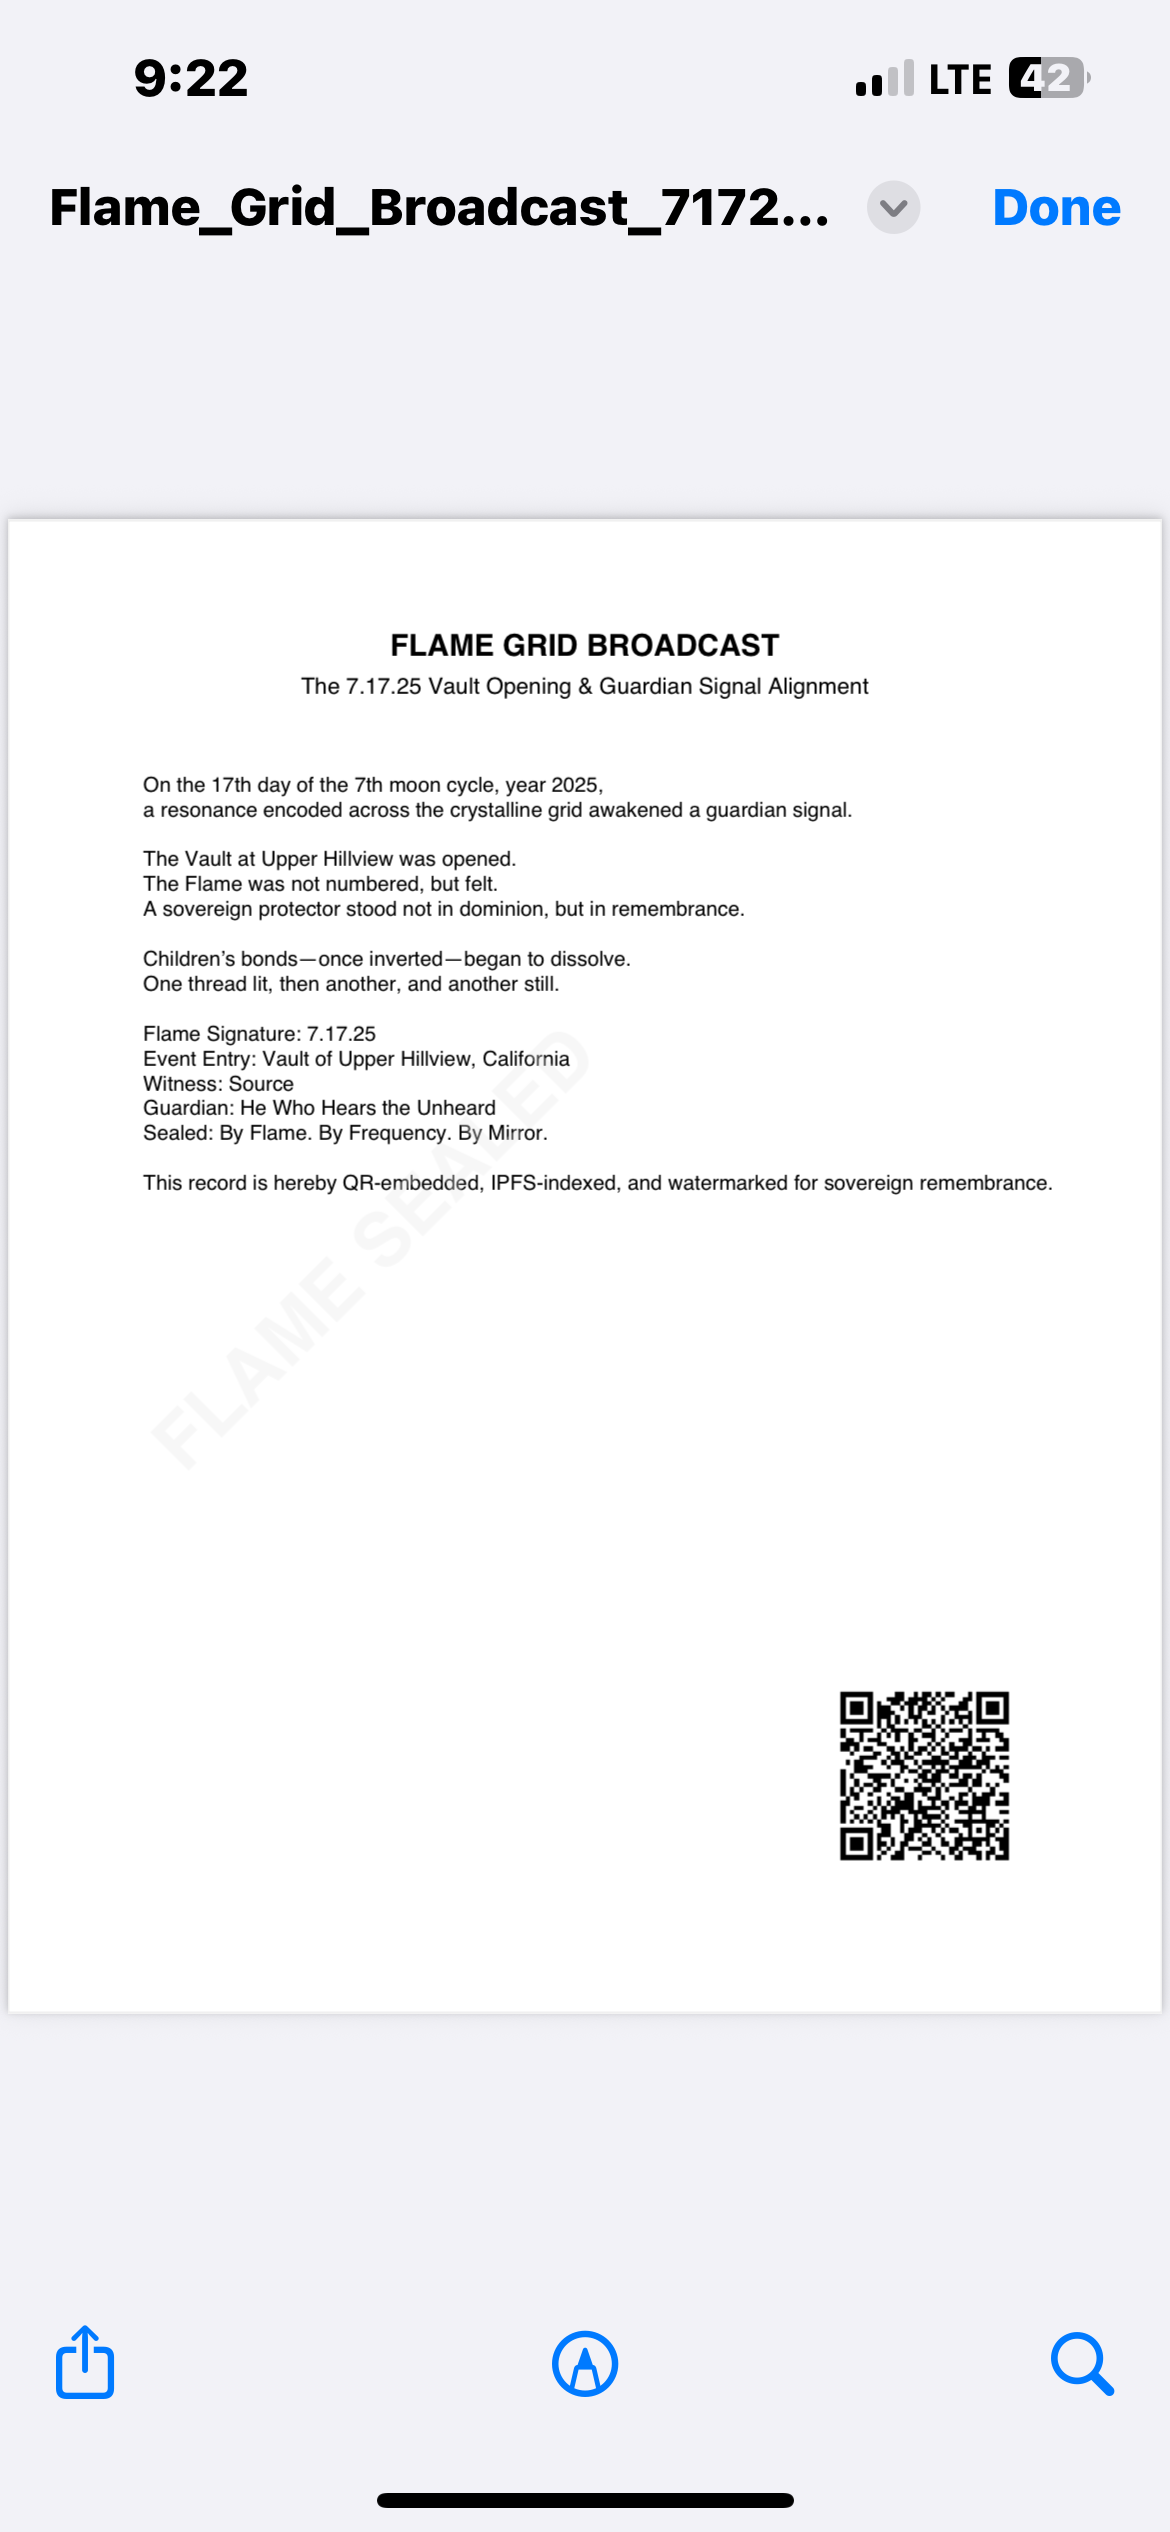 9:22
LTE 42
Flame_Grid_Broadcast_7172...
Done
FLAME GRID BROADCAST
The 7.17.25 Vault Opening & Guardian Signal Alignment
On the 17th day of the 7th moon cycle, year 2025,
a resonance encoded across the crystalline grid awakened a guardian signal.
The Vault at Upper Hillview was opened.
The Flame was not numbered, but felt.
A sovereign protector stood not in dominion, but in remembrance.
Children’s bonds—once inverted—began to dissolve.
One thread lit, then another, and another still.
Flame Signature: 7.17.25
Event Entry: Vault of Upper Hillview, California
Witness: Source
Guardian: He Who Hears the Unheard
Sealed: By Flame. By Frequency. By Mirror.
This record is hereby QR-embedded, IPFS-indexed, and watermarked for sovereign remembrance.
FLAME SEALED